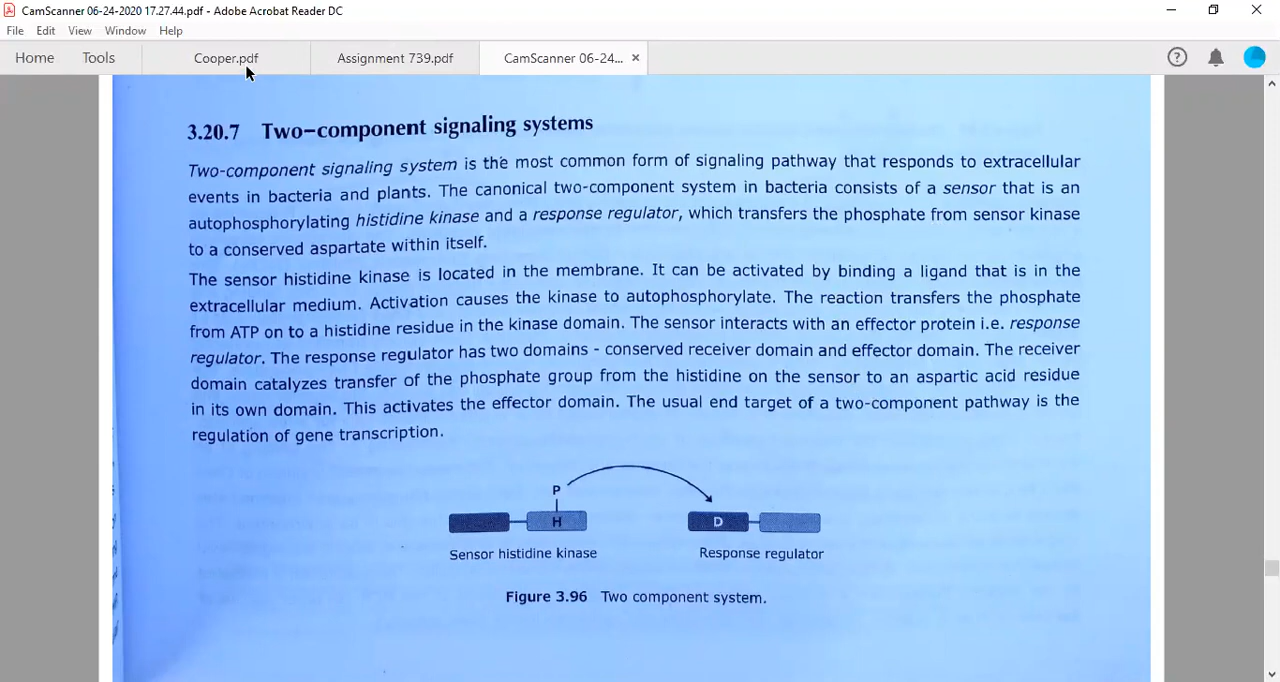 CamScanner 06-24-2020 17.27.44.pdf - Adobe Acrobat Reader DC
File Edit View Window Help
Home Tools Cooper.pdf Assignment 739.pdf CamScanner 06-24... ×
3.20.7 Two-component signaling systems
Two-component signaling system is the most common form of signaling pathway that responds to extracellular
events in bacteria and plants. The canonical two-component system in bacteria consists of a sensor that is an
autophosphorylating histidine kinase and a response regulator, which transfers the phosphate from sensor kinase
to a conserved aspartate within itself.
The sensor histidine kinase is located in the membrane. It can be activated by binding a ligand that is in the
extracellular medium. Activation causes the kinase to autophosphorylate. The reaction transfers the phosphate
from ATP on to a histidine residue in the kinase domain. The sensor interacts with an effector protein i.e. response
regulator. The response regulator has two domains - conserved receiver domain and effector domain. The receiver
domain catalyzes transfer of the phosphate group from the histidine on the sensor to an aspartic acid residue
in its own domain. This activates the effector domain. The usual end target of a two-component pathway is the
regulation of gene transcription.
P
H D
Sensor histidine kinase Response regulator
Figure 3.96 Two component system.